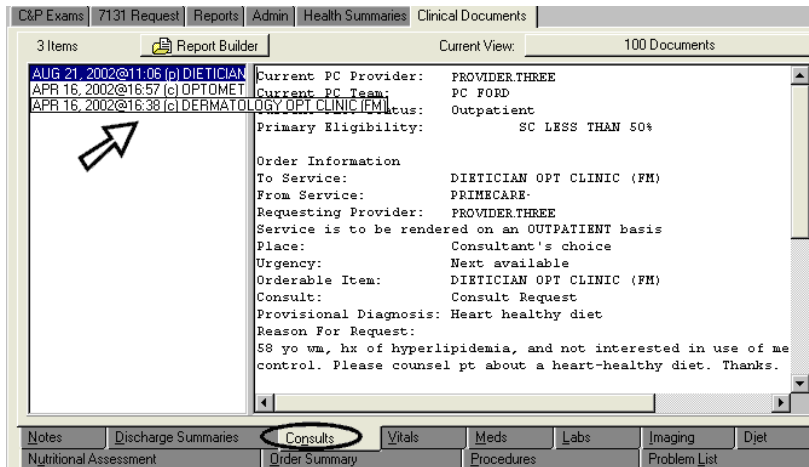 C&P Exams 7131 Request Reports Admin Health Summaries Clinical Documents
3 Items Report Builder Current View: 100 Documents
AUG 21, 2002@11:06 (p) DIETICIAN
APR 16, 2002@16:57 (c) OPTOMET
APR 16, 2002@16:38 (c) DERMATOLOGY OPT CLINIC (FM)
Current PC Provider: PROVIDER.THREE
Current PC Team: PC FORD
Outpatient
Primary Eligibility: SC LESS THAN 50%
Order Information
To Service: DIETICIAN OPT CLINIC (FM)
From Service: PRIMECARE-
Requesting Provider: PROVIDER.THREE
Service is to be rendered on an OUTPATIENT basis
Place: Consultant's choice
Urgency: Next available
Orderable Item: DIETICIAN OPT CLINIC (FM)
Consult: Consult Request
Provisional Diagnosis: Heart healthy diet
Reason For Request:
58 yo wm, hx of hyperlipidemia, and not interested in use of me
control. Please counsel pt about a heart-healthy diet. Thanks.
Notes Discharge Summaries Consults Vitals Meds Labs Imaging Diet
Nutritional Assessment Order Summary Procedures Problem List